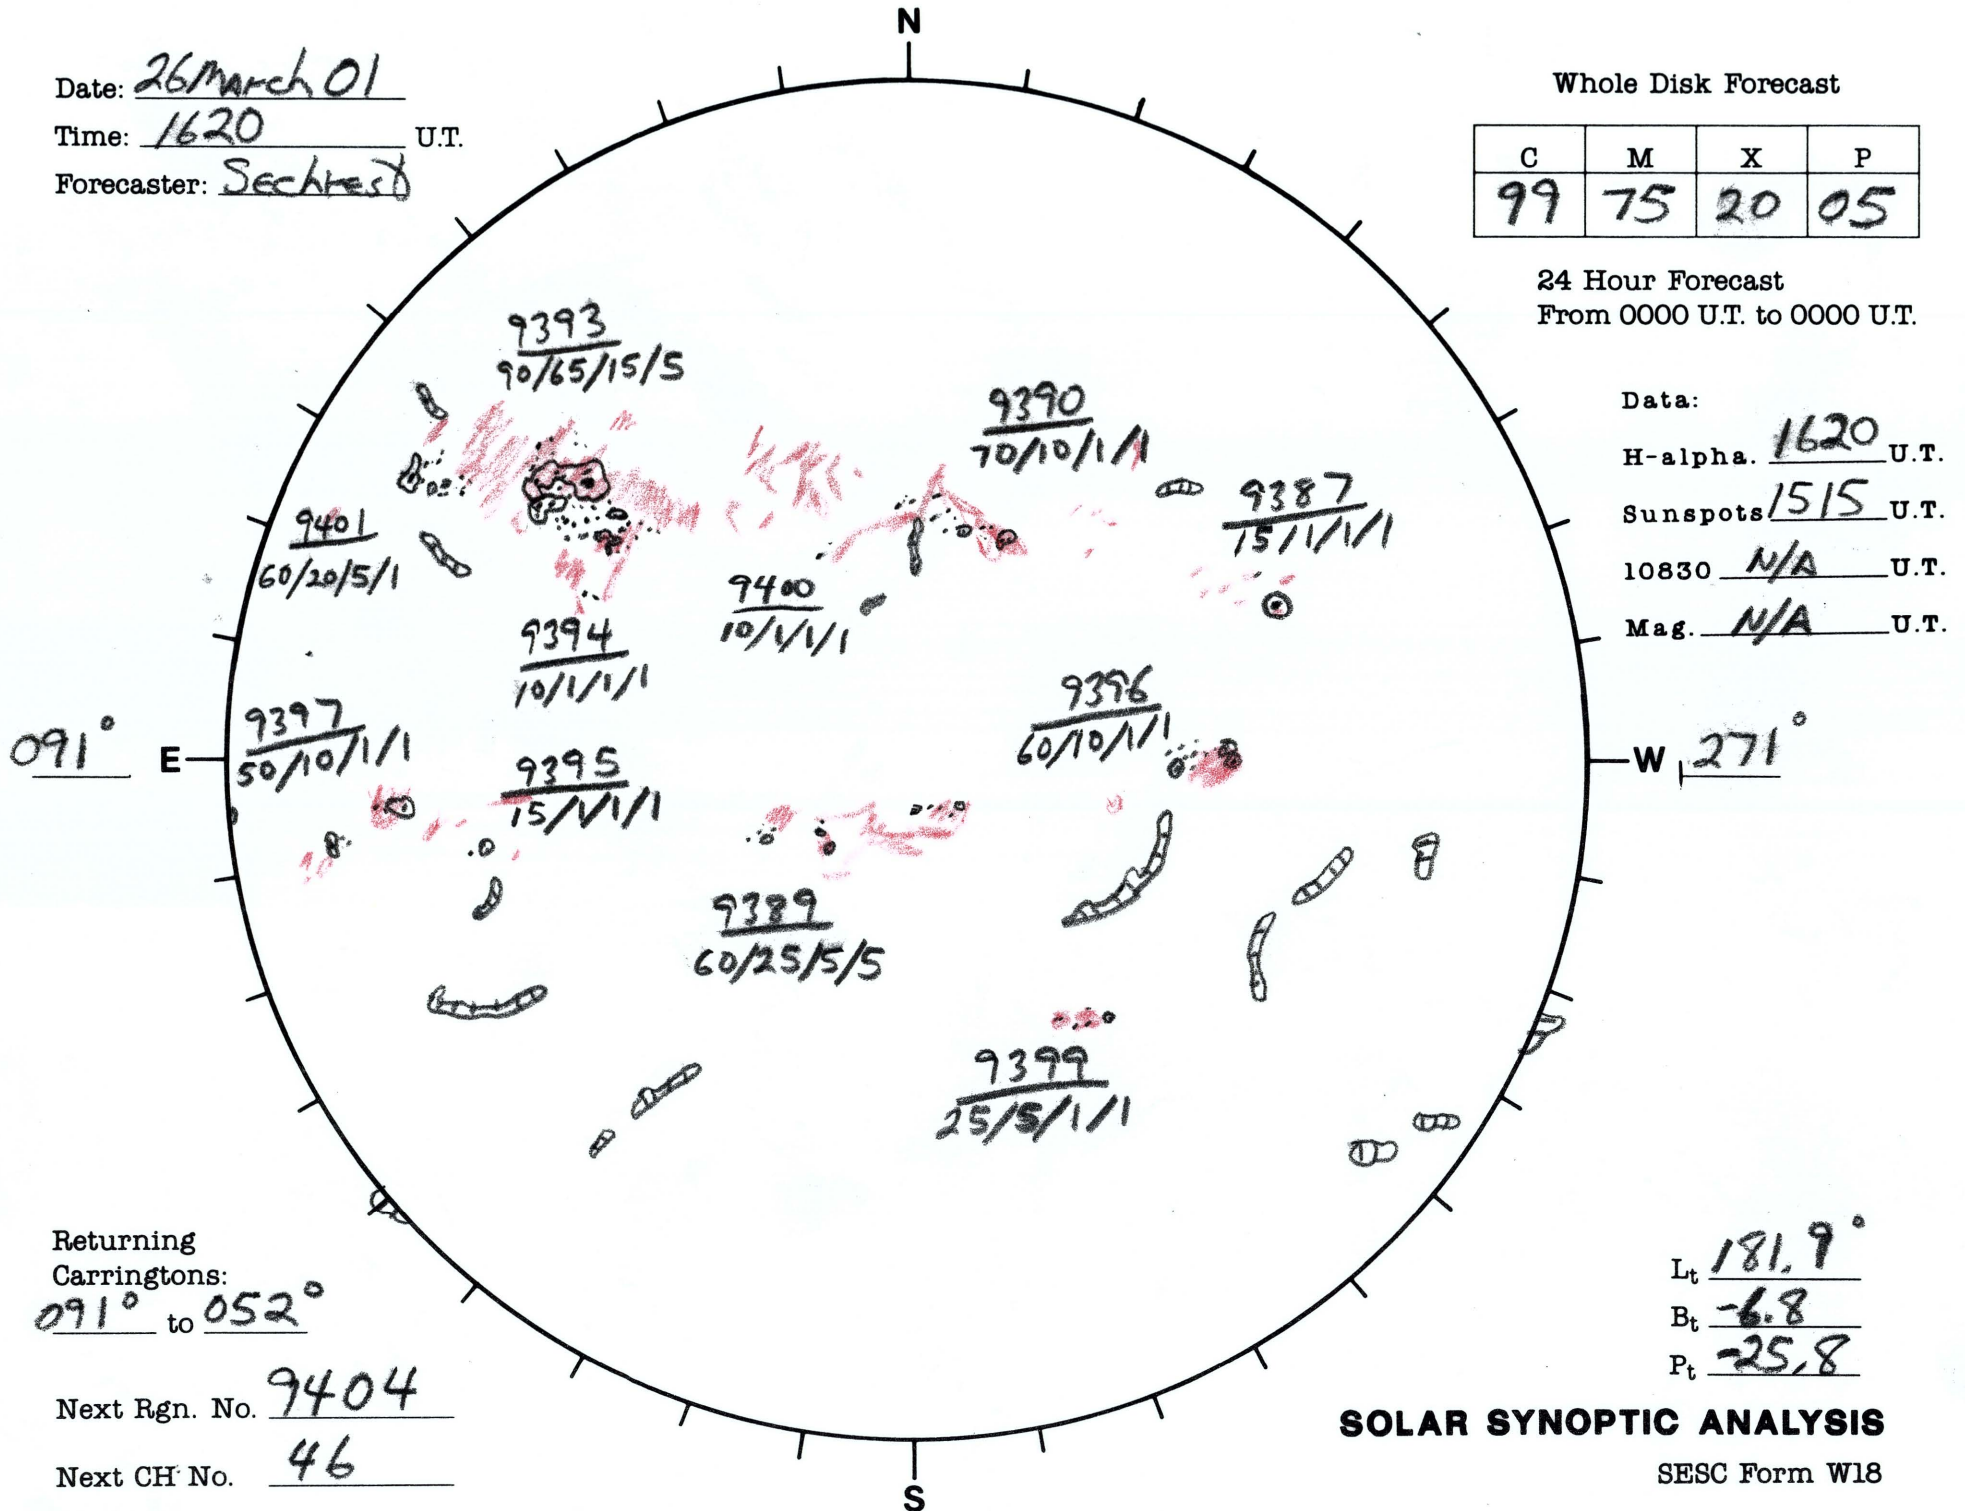 N
Date: 26 March 01
Time: 1620 U.T.
Forecaster: Sechrest
Whole Disk Forecast
C M X P
99 75 20 05
24 Hour Forecast
From 0000 U.T. to 0000 U.T.
Data:
H-alpha. 1620 U.T.
Sunspots 1515 U.T.
10830 N/A U.T.
Mag. N/A U.T.
9393
90/65/15/5
9390
70/10/1/1
9387
15/1/1/1
9401
60/20/5/1
9400
10/1/1/1
9394
10/1/1/1
9396
60/10/1/1
9397
50/10/1/1
9395
15/1/1/1
091° E
W 271°
9389
60/25/5/5
9399
25/5/1/1
Returning
Carringtons:
091° to 052°
Next Rgn. No. 9404
Next CH No. 46
Lt 181.9°
Bt -6.8
Pt -25.8
SOLAR SYNOPTIC ANALYSIS
SESC Form W18
S